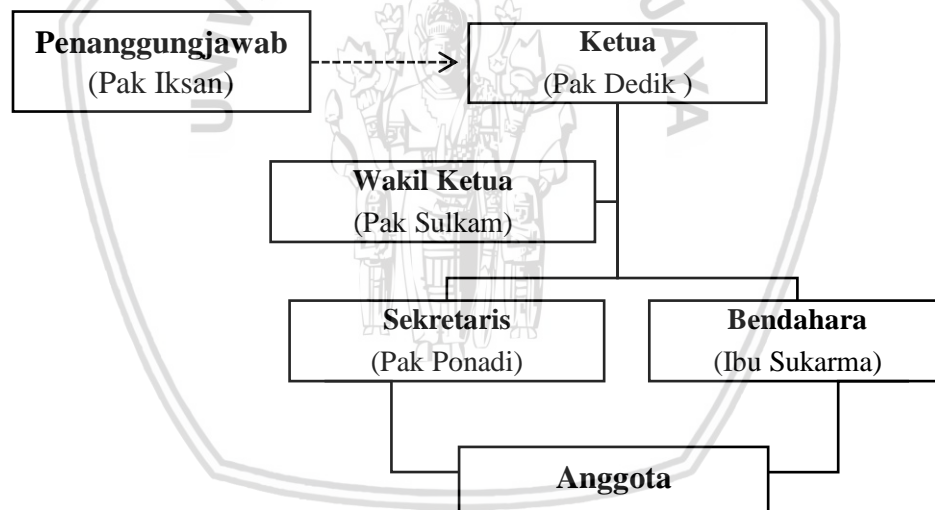 Penanggungjawab
(Pak Iksan)
Ketua
(Pak Dedik )
Wakil Ketua
(Pak Sulkam)
Sekretaris
(Pak Ponadi)
Bendahara
(Ibu Sukarma)
Anggota